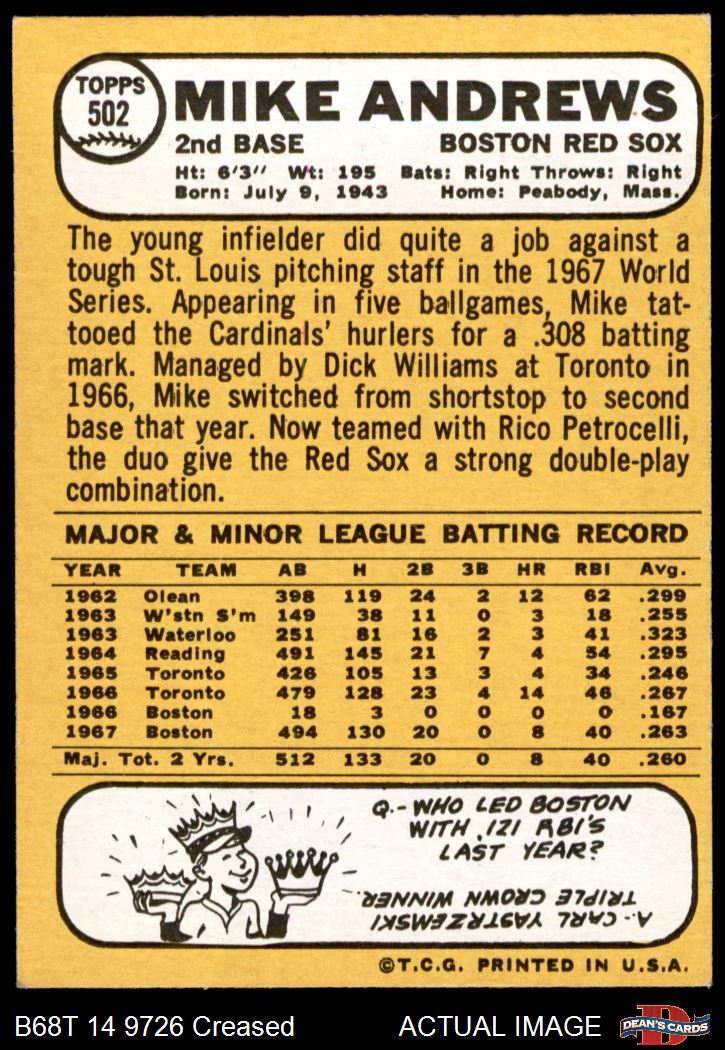 TOPPS
502
MIKE ANDREWS
2nd BASE BOSTON RED SOX
Ht: 6'3" Wt: 195 Bats: Right Throws: Right
Born: July 9, 1943 Home: Peabody, Mass.
The young infielder did quite a job against a
tough St. Louis pitching staff in the 1967 World
Series. Appearing in five ballgames, Mike tat-
tooed the Cardinals' hurlers for a .308 batting
mark. Managed by Dick Williams at Toronto in
1966, Mike switched from shortstop to second
base that year. Now teamed with Rico Petrocelli,
the duo give the Red Sox a strong double-play
combination.
MAJOR & MINOR LEAGUE BATTING RECORD
YEAR TEAM AB H 2B 3B HR RBI Avg.
1962 Olean 398 119 24 2 12 62 .299
1963 W'stn S'm 149 38 11 0 3 18 .255
1963 Waterloo 251 81 16 2 3 41 .323
1964 Reading 491 145 21 7 4 54 .295
1965 Toronto 426 105 13 3 4 34 .246
1966 Toronto 479 128 23 4 14 46 .267
1966 Boston 18 3 0 0 0 0 .167
1967 Boston 494 130 20 0 8 40 .263
Maj. Tot. 2 Yrs. 512 133 20 0 8 40 .260
Q.-WHO LED BOSTON
WITH 121 RBI'S
LAST YEAR?
A.-CARL YASTRZEMSKI
TRIPLE CROWN WINNER.
©T.C.G. PRINTED IN U.S.A.
B68T 14 9726 Creased ACTUAL IMAGE
D
DEAN'S CARDS